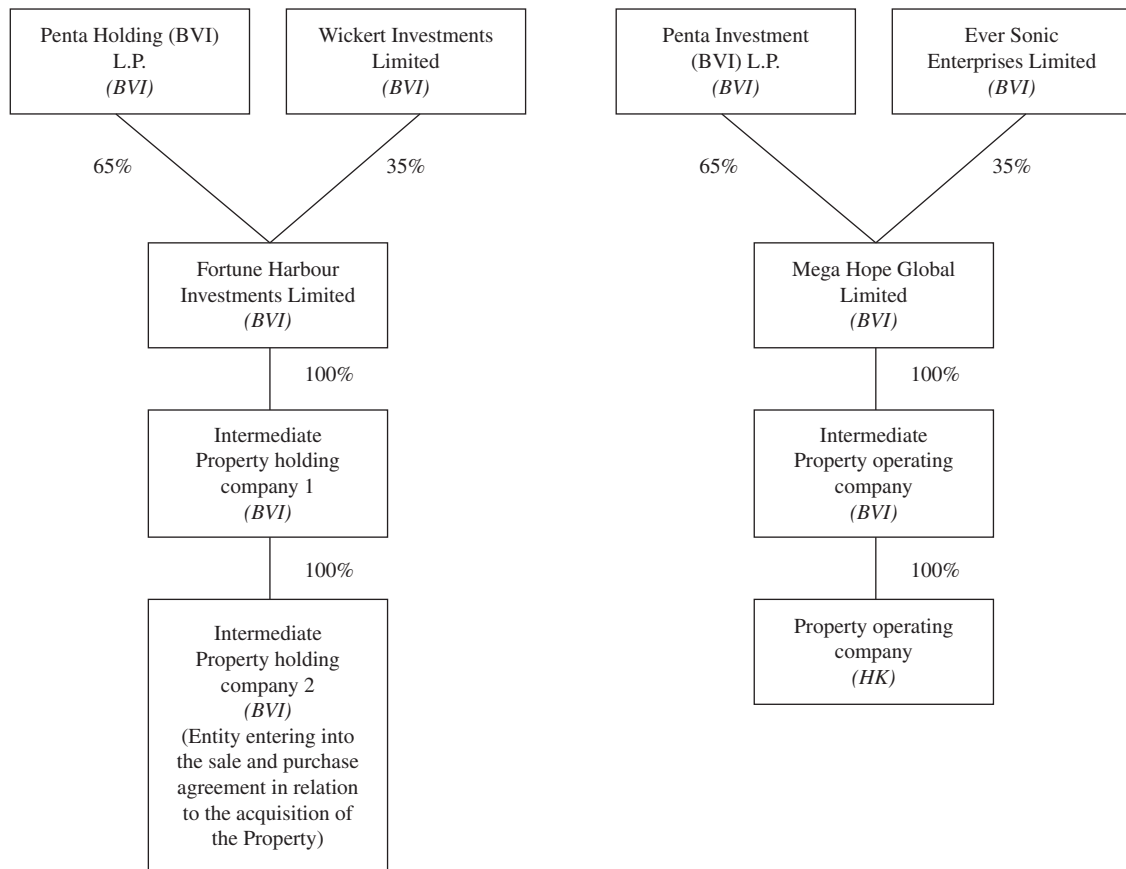 Penta Holding (BVI)
L.P.
(BVI)
Wickert Investments
Limited
(BVI)
Penta Investment
(BVI) L.P.
(BVI)
Ever Sonic
Enterprises Limited
(BVI)
65%
35%
65%
35%
Fortune Harbour
Investments Limited
(BVI)
Mega Hope Global
Limited
(BVI)
100%
100%
Intermediate
Property holding
company 1
(BVI)
Intermediate
Property operating
company
(BVI)
100%
100%
Intermediate
Property holding
company 2
(BVI)
(Entity entering into
the sale and purchase
agreement in relation
to the acquisition of
the Property)
Property operating
company
(HK)